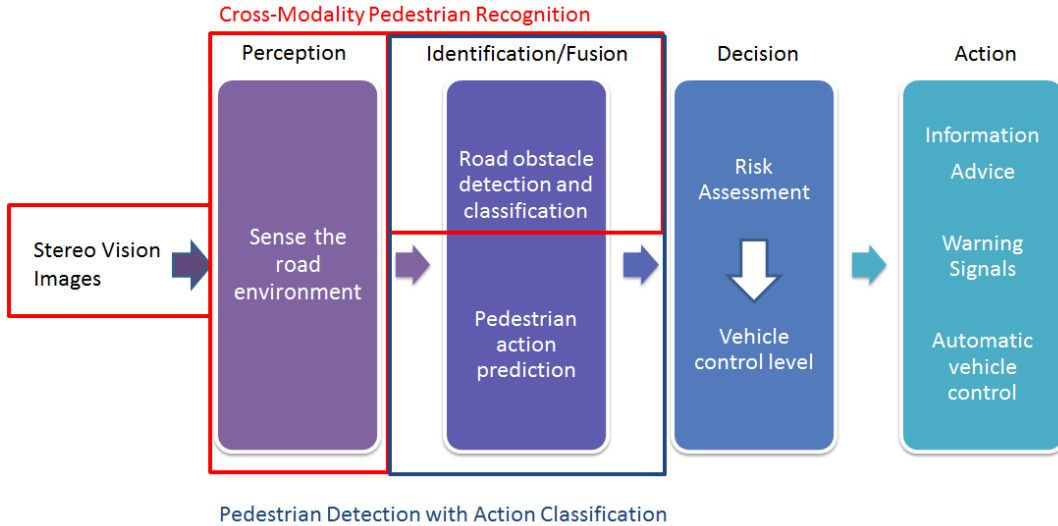 Cross-Modality Pedestrian Recognition
Perception
Identification/Fusion
Decision
Action
Stereo Vision
Images
Sense the
road
environment
Road obstacle
detection and
classification
Pedestrian
action
prediction
Risk
Assessment
Vehicle
control level
Information
Advice
Warning
Signals
Automatic
vehicle
control
Pedestrian Detection with Action Classification